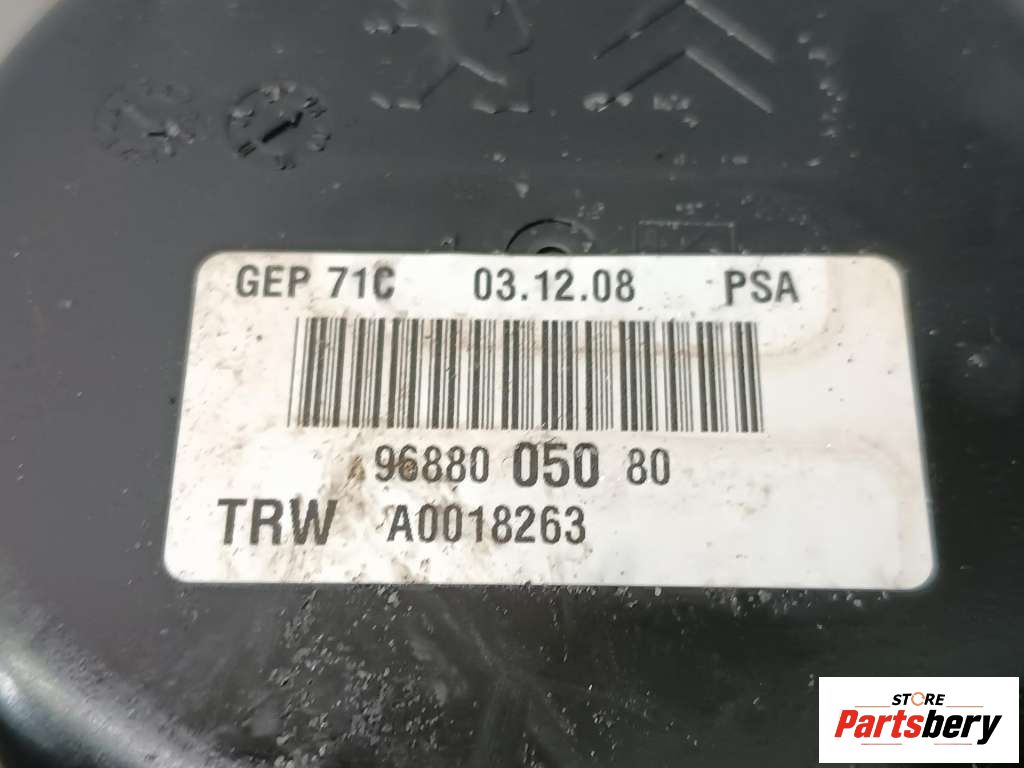 GEP 71C 03.12.08 PSA
96880 050 80
TRW A0018263
STORE
Partsbery